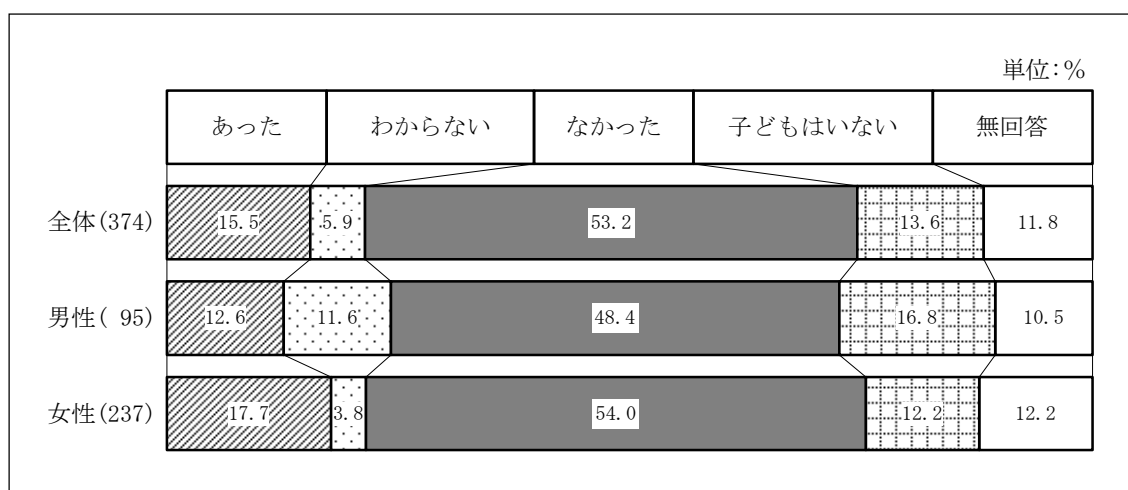 単位：％
あった わからない なかった 子どもはいない 無回答
全体(374) 15.5 5.9 53.2 13.6 11.8
男性( 95) 12.6 11.6 48.4 16.8 10.5
女性(237) 17.7 3.8 54.0 12.2 12.2